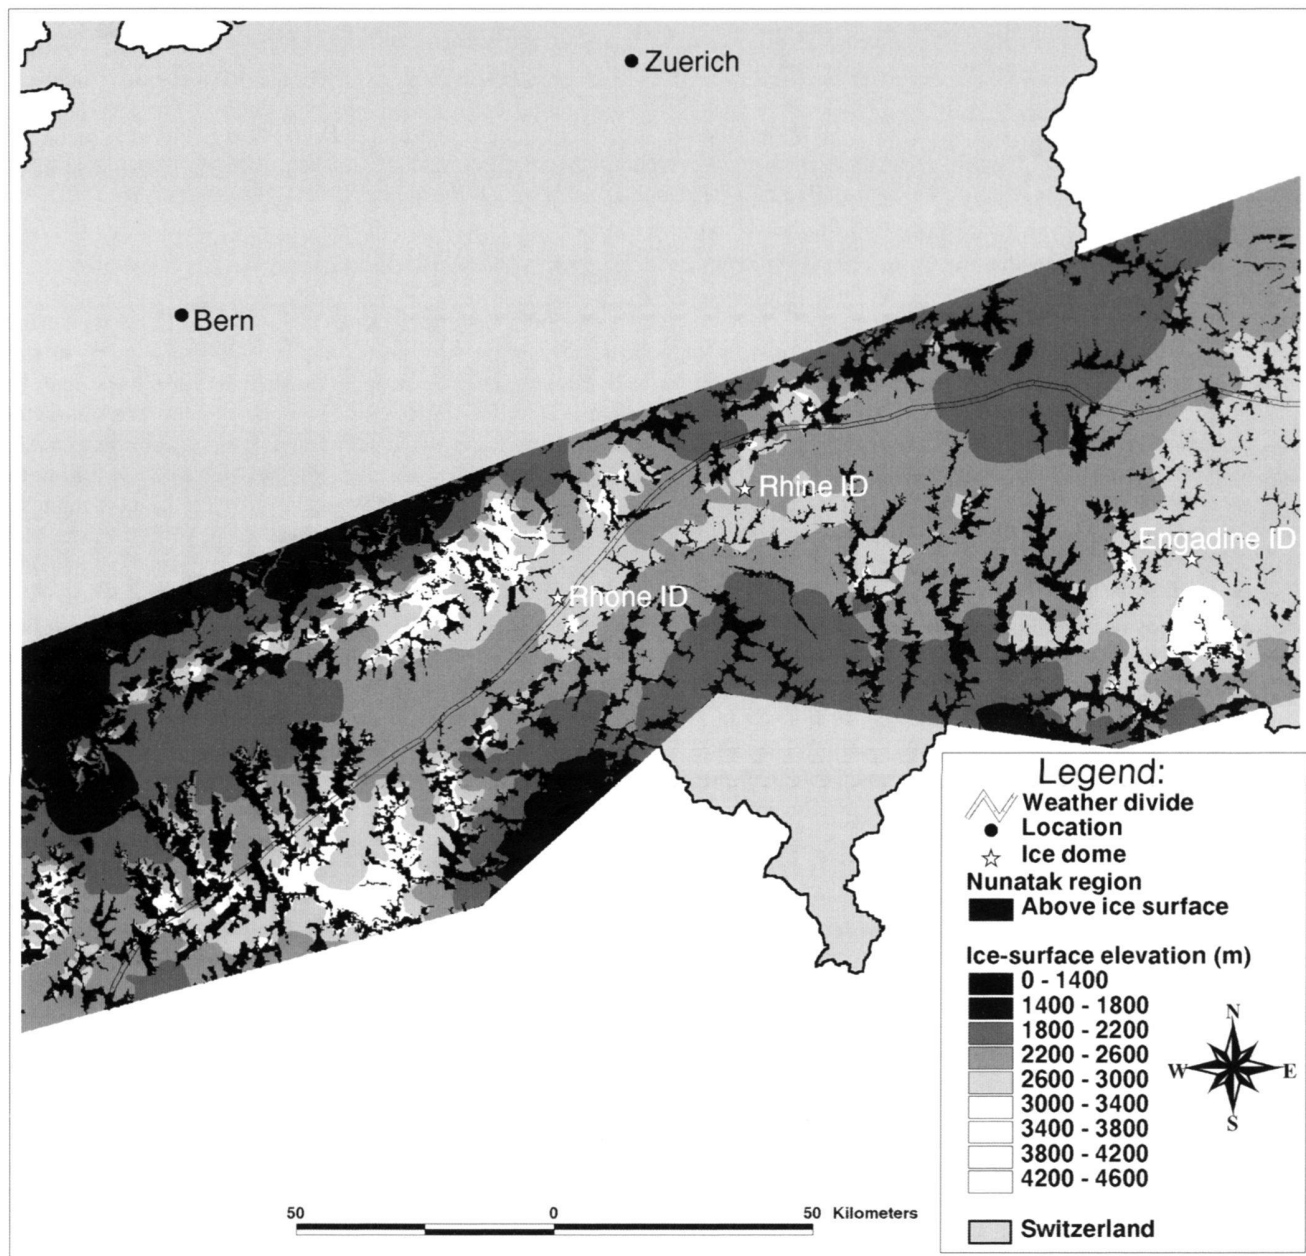 Zuerich
Bern
Rhine ID
Engadine ID
Rhone ID
Legend:
Weather divide
Location
Ice dome
Nunatak region
Above ice surface
Ice-surface elevation (m)
0 - 1400
1400 - 1800
1800 - 2200
2200 - 2600
2600 - 3000
3000 - 3400
3400 - 3800
3800 - 4200
4200 - 4600
Switzerland
N
W E
S
50 0 50 Kilometers